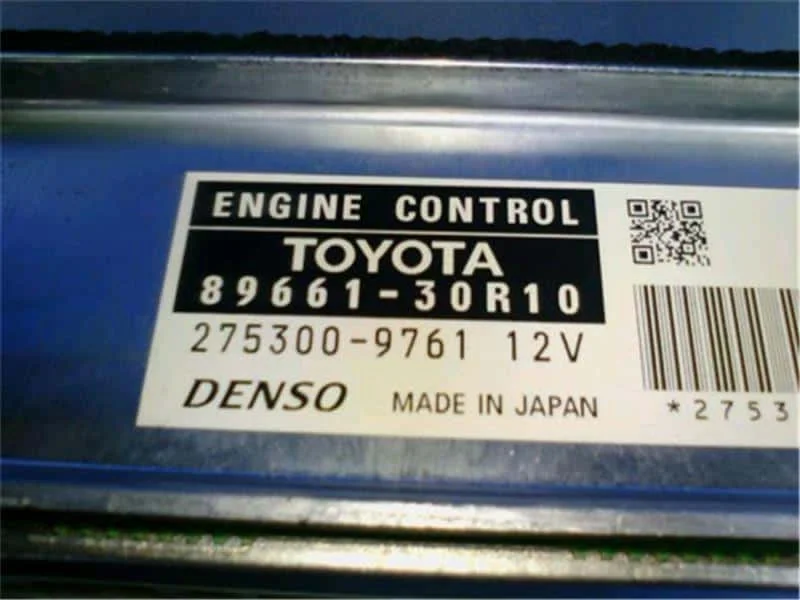 ENGINE CONTROL
TOYOTA
89661-30R10
275300-9761 12V
DENSO MADE IN JAPAN
*2753